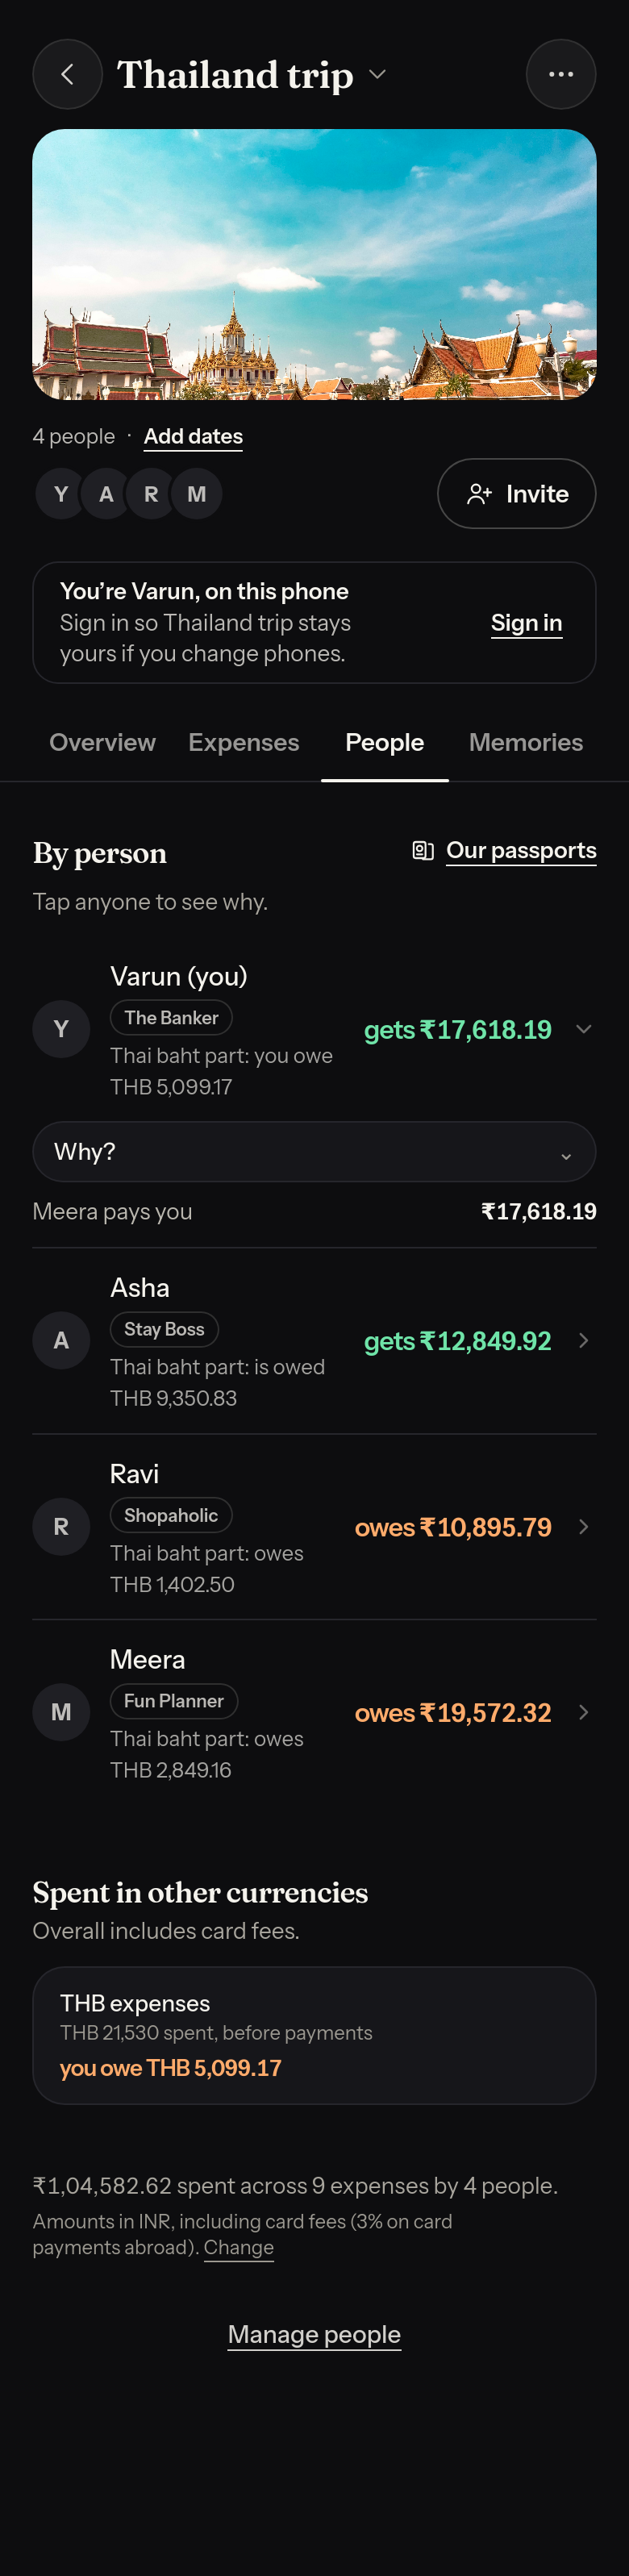 Thailand trip
4 people · Add dates
Y A R M
Invite
You’re Varun, on this phone
Sign in so Thailand trip stays
yours if you change phones.
Sign in
Overview Expenses People Memories
By person
Our passports
Tap anyone to see why.
Y
Varun (you)
The Banker
Thai baht part: you owe
THB 5,099.17
gets ₹17,618.19
Why?
Meera pays you ₹17,618.19
A
Asha
Stay Boss
Thai baht part: is owed
THB 9,350.83
gets ₹12,849.92
R
Ravi
Shopaholic
Thai baht part: owes
THB 1,402.50
owes ₹10,895.79
M
Meera
Fun Planner
Thai baht part: owes
THB 2,849.16
owes ₹19,572.32
Spent in other currencies
Overall includes card fees.
THB expenses
THB 21,530 spent, before payments
you owe THB 5,099.17
₹1,04,582.62 spent across 9 expenses by 4 people.
Amounts in INR, including card fees (3% on card
payments abroad). Change
Manage people